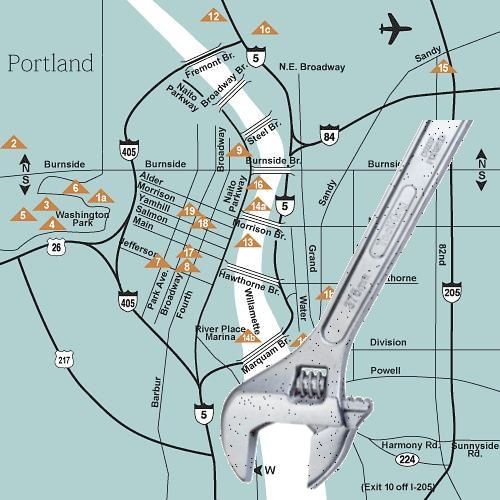 12
1c
Portland
Fremont Br.
5
Sandy
15
N.E. Broadway
Naito
Parkway
Broadway Br.
Steel Br.
84
2
N
S
405
Burnside
Burnside
Broadway
9
Burnside Br.
N
S
Alder
Morrison
Yamhill
Salmon
Main
Naito
Parkway
16
14a
5
Sandy
6
1a
3
5
4
Washington
Park
19
18
Morrison Br.
13
26
Jefferson
7
17
8
Grand
82nd
405
Park Ave.
Broadway
Fourth
Hawthorne Br.
Willamette
Water
205
River Place
Marina
14b
Marquam Br.
Division
217
Powell
Barbur
5
Harmony Rd.
Sunnyside
Rd.
224
W
(Exit 10 off I-205)